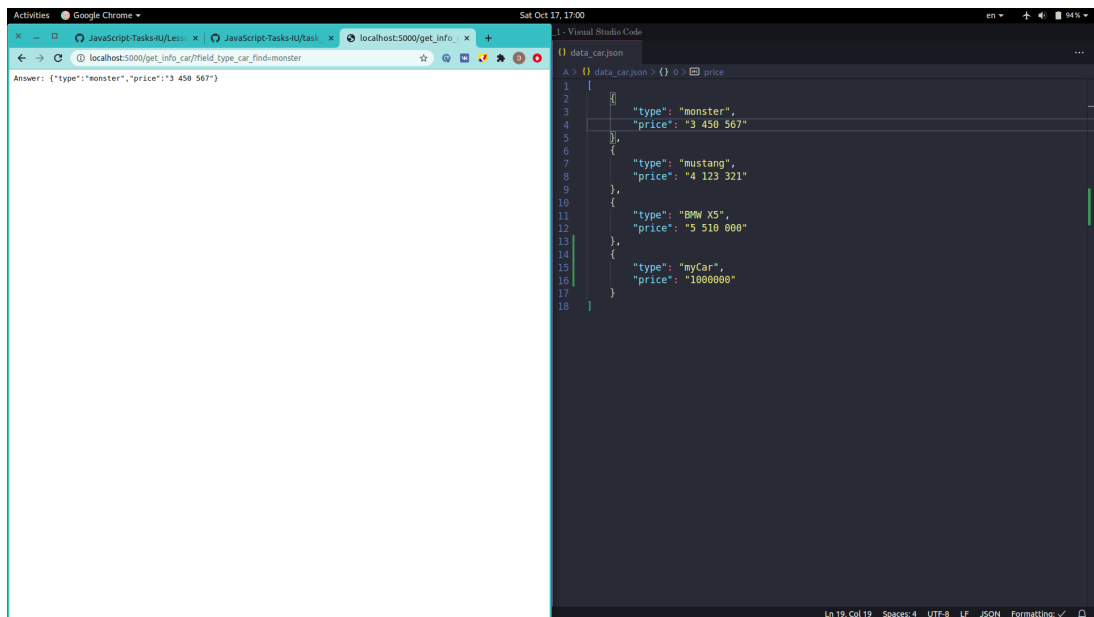 Activities Google Chrome Sat Oct 17, 17:00 en 94%
JavaScript-Tasks-IU/Less JavaScript-Tasks-IU/task localhost:5000/get_info_
localhost:5000/get_info_car/?field_type_car_find=monster
Answer: {"type":"monster","price":"3 450 567"}
_1 - Visual Studio Code
{} data_car.json ...
A > {} data_car.json > {} 0 > abc price
1 [
2 {
3 "type": "monster",
4 "price": "3 450 567"
5 },
6 {
7 "type": "mustang",
8 "price": "4 123 321"
9 },
10 {
11 "type": "BMW X5",
12 "price": "5 510 000"
13 },
14 {
15 "type": "myCar",
16 "price": "1000000"
17 }
18 ]
Ln 19, Col 19 Spaces: 4 UTF-8 LF JSON Formatting: ✓